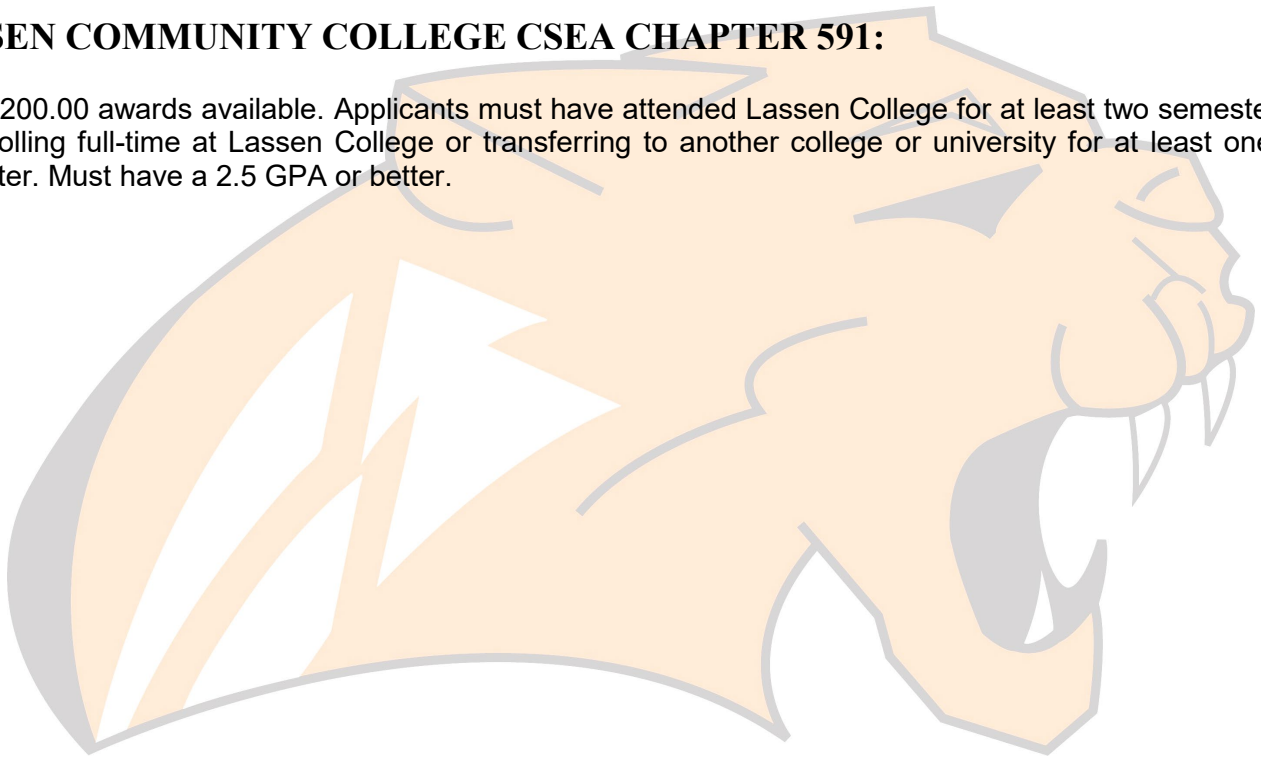 SEN COMMUNITY COLLEGE CSEA CHAPTER 591:
200.00 awards available. Applicants must have attended Lassen College for at least two semeste
olling full-time at Lassen College or transferring to another college or university for at least one
ter. Must have a 2.5 GPA or better.